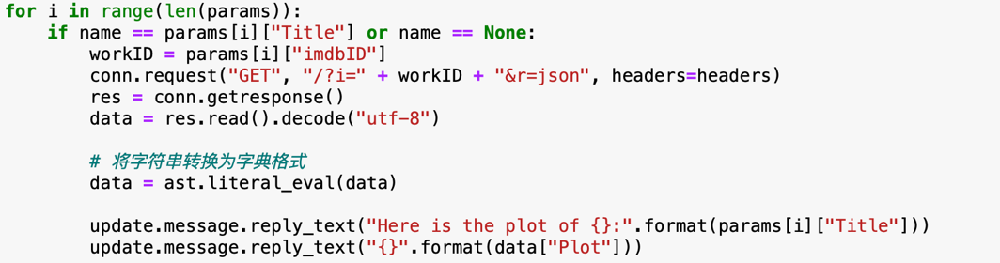 for i in range(len(params)):
    if name == params[i]["Title"] or name == None:
        workID = params[i]["imdbID"]
        conn.request("GET", "/?i=" + workID + "&r=json", headers=headers)
        res = conn.getresponse()
        data = res.read().decode("utf-8")
        # 将字符串转换为字典格式
        data = ast.literal_eval(data)
        update.message.reply_text("Here is the plot of {}:".format(params[i]["Title"]))
        update.message.reply_text("{}".format(data["Plot"]))